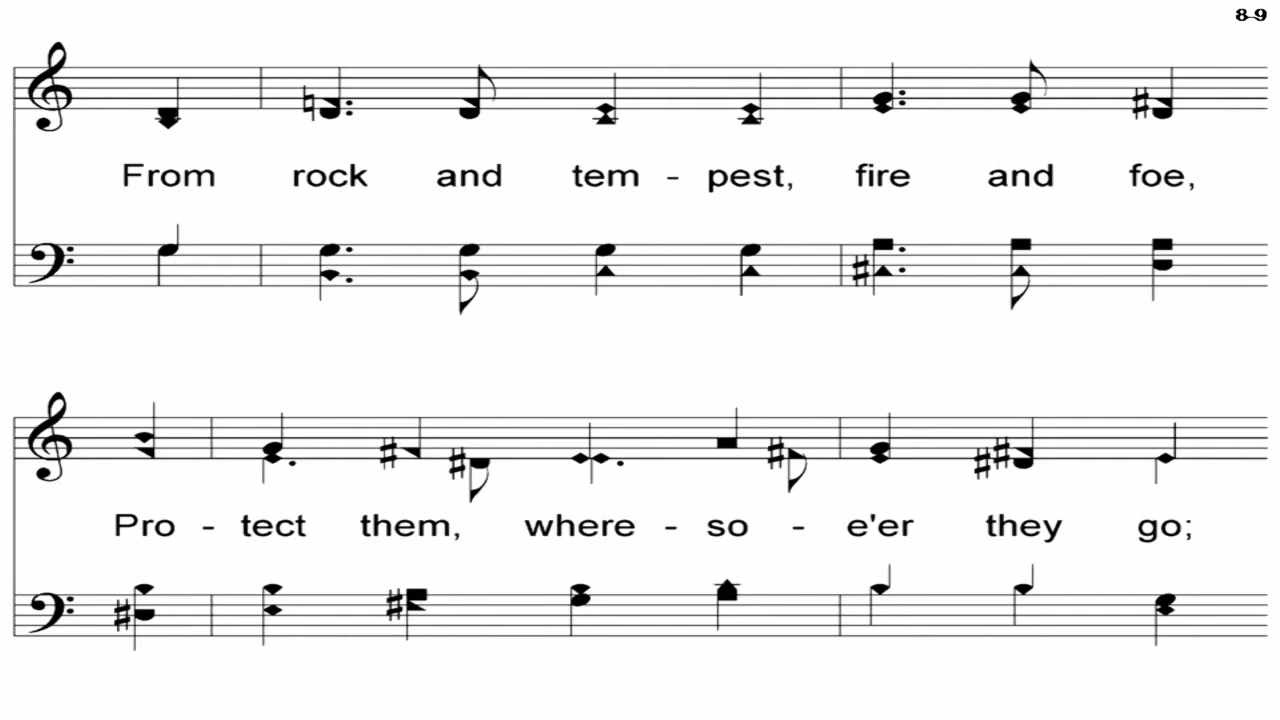 8-9
From rock and tem - pest, fire and foe,
Pro - tect them, where - so - e'er they go;